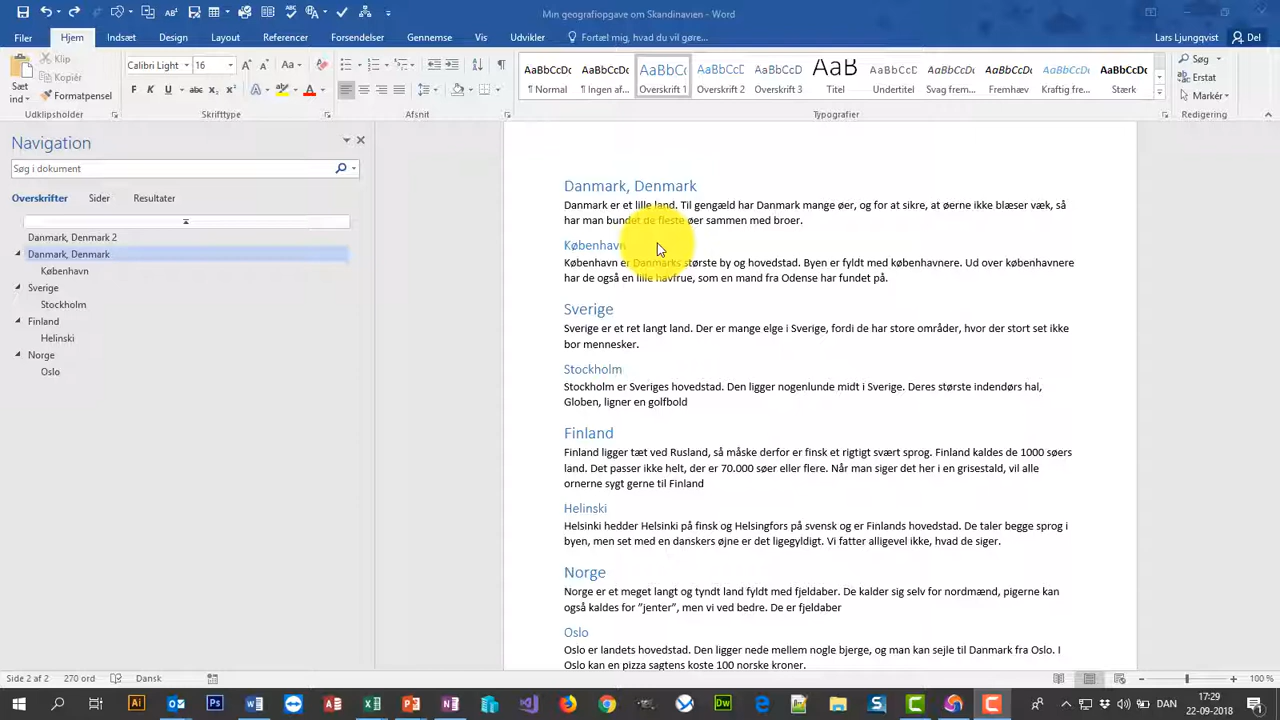 Min geografiopgave om Skandinavien - Word
Filer Hjem Indsæt Design Layout Referencer Forsendelser Gennemse Vis Udvikler Fortæl mig, hvad du vil gøre... Lars Ljungqvist Del
Sæt ind
Klip
Kopiér
Formatpensel
Calibri Light 16
F K U
AaBbCcDc AaBbCcDc AaBbCc AaBbCcD AaBbCcDc AaB AaBbCcDc AaBbCcDc AaBbCcDc AaBbCcDc AaBbCcDc
¶ Normal ¶ Ingen af... Overskrift 1 Overskrift 2 Overskrift 3 Titel Undertitel Svag frem... Fremhæv Kraftig fre... Stærk
Søg
Erstat
Markér
Udklipsholder Skrifttype Afsnit Typografier Redigering
Navigation
Søg i dokument
Overskrifter Sider Resultater
Danmark, Denmark 2
Danmark, Denmark
København
Sverige
Stockholm
Finland
Helinski
Norge
Oslo
Danmark, Denmark
Danmark er et lille land. Til gengæld har Danmark mange øer, og for at sikre, at øerne ikke blæser væk, så
har man bundet de fleste øer sammen med broer.
København
København er Danmarks største by og hovedstad. Byen er fyldt med københavnere. Ud over københavnere
har de også en lille havfrue, som en mand fra Odense har fundet på.
Sverige
Sverige er et ret langt land. Der er mange elge i Sverige, fordi de har store områder, hvor der stort set ikke
bor mennesker.
Stockholm
Stockholm er Sveriges hovedstad. Den ligger nogenlunde midt i Sverige. Deres største indendørs hal,
Globen, ligner en golfbold
Finland
Finland ligger tæt ved Rusland, så måske derfor er finsk et rigtigt svært sprog. Finland kaldes de 1000 søers
land. Det passer ikke helt, der er 70.000 søer eller flere. Når man siger det her i en grisestald, vil alle
ornerne sygt gerne til Finland
Helinski
Helsinki hedder Helsinki på finsk og Helsingfors på svensk og er Finlands hovedstad. De taler begge sprog i
byen, men set med en danskers øjne er det ligegyldigt. Vi fatter alligevel ikke, hvad de siger.
Norge
Norge er et meget langt og tyndt land fyldt med fjeldaber. De kalder sig selv for nordmænd, pigerne kan
også kaldes for ”jenter”, men vi ved bedre. De er fjeldaber
Oslo
Oslo er landets hovedstad. Den ligger nede mellem nogle bjerge, og man kan sejle til Danmark fra Oslo. I
Oslo kan en pizza sagtens koste 100 norske kroner.
Side 2 af 2 270 ord Dansk 100 %
DAN 17:29
22-09-2018